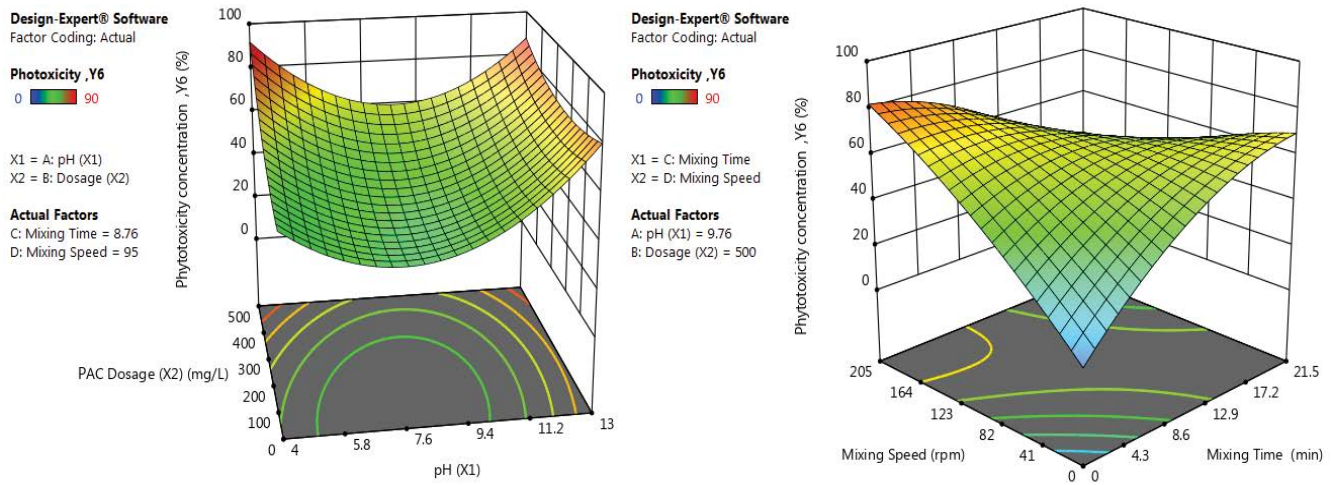 Design-Expert® Software
Factor Coding: Actual
Photoxicity ,Y6
0 90
X1 = A: pH (X1)
X2 = B: Dosage (X2)
Actual Factors
C: Mixing Time = 8.76
D: Mixing Speed = 95
Phytotoxicity concentration ,Y6 (%)
100
80
60
40
20
0
500
400
300
200
100
0
PAC Dosage (X2) (mg/L)
4
5.8
7.6
9.4
11.2
13
pH (X1)
Design-Expert® Software
Factor Coding: Actual
Photoxicity ,Y6
0 90
X1 = C: Mixing Time
X2 = D: Mixing Speed
Actual Factors
A: pH (X1) = 9.76
B: Dosage (X2) = 500
Phytotoxicity concentration ,Y6 (%)
100
80
60
40
20
0
205
164
123
82
41
0
Mixing Speed (rpm)
0
4.3
8.6
12.9
17.2
21.5
Mixing Time (min)